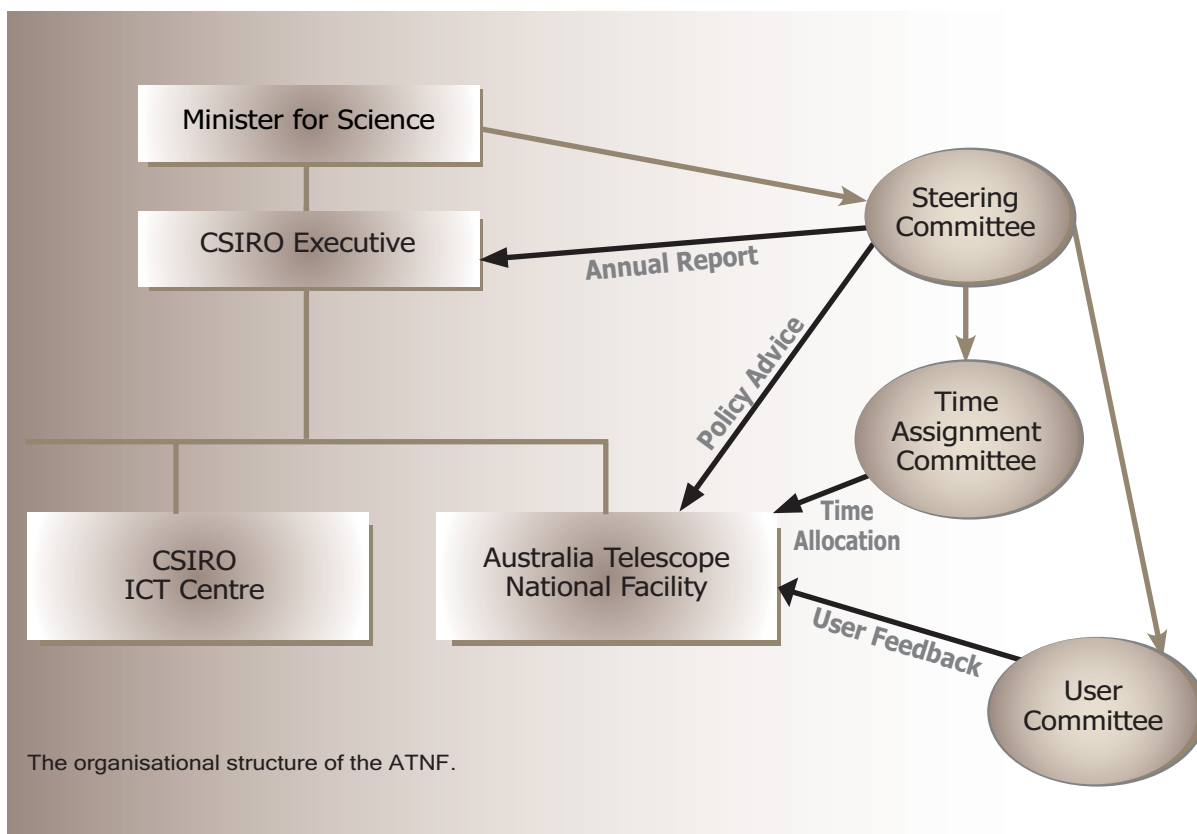 Minister for Science
Steering
Committee
CSIRO Executive
Annual Report
Policy Advice
Time
Assignment
Committee
Time
Allocation
CSIRO
ICT Centre
Australia Telescope
National Facility
User Feedback
User
Committee
The organisational structure of the ATNF.